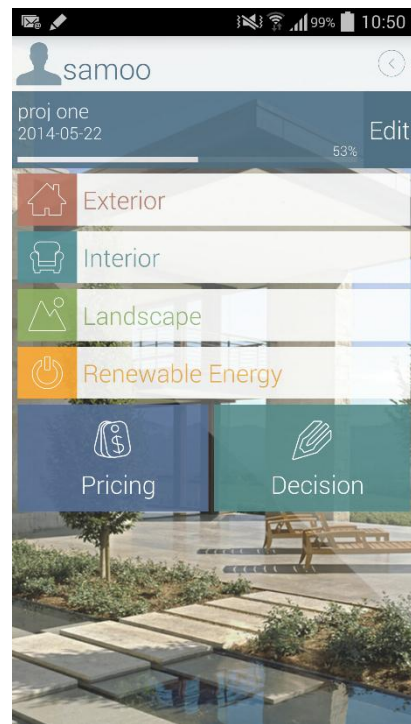 99% 10:50
samoo
proj one
2014-05-22
Edit
53%
Exterior
Interior
Landscape
Renewable Energy
Pricing Decision